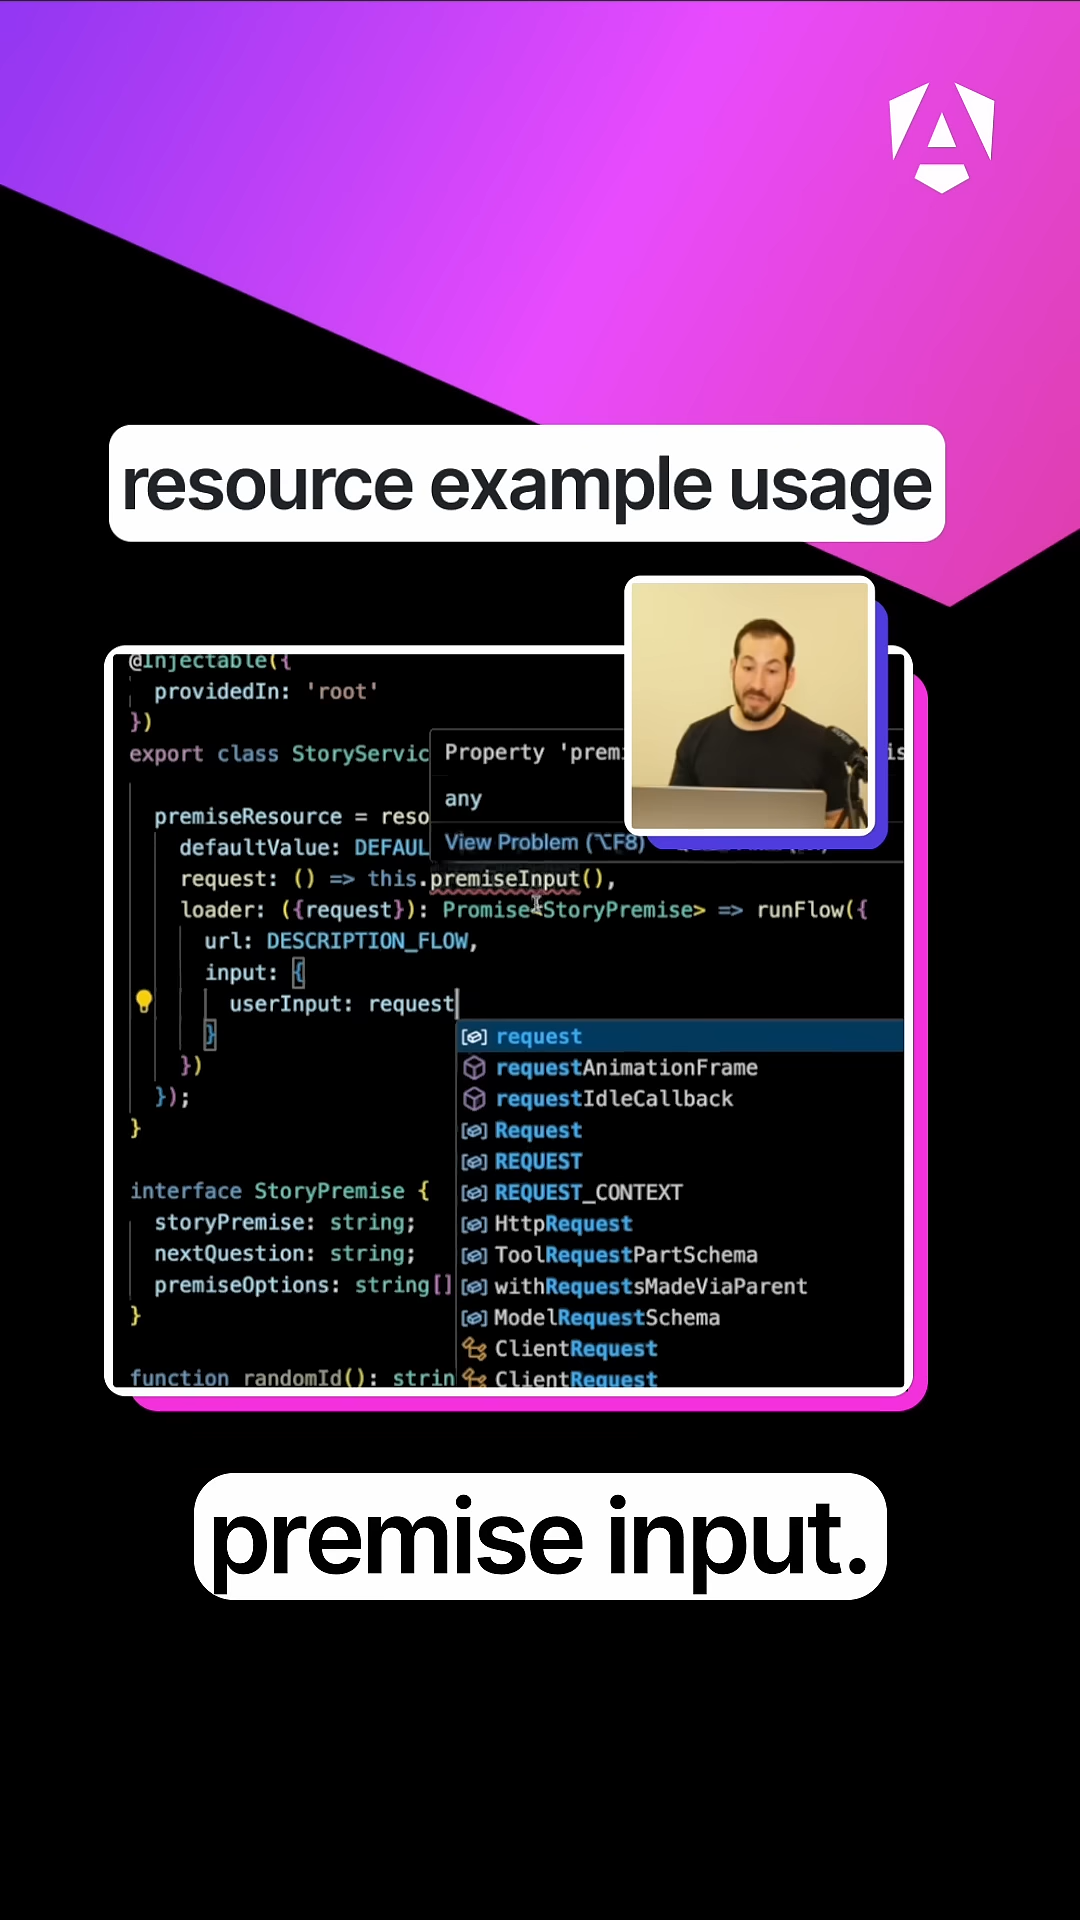 resource example usage
@Injectable({
providedIn: 'root'
})
export class StoryServic
Property 'premi
is
any
View Problem (⌥F8)
premiseResource = reso
defaultValue: DEFAUL
request: () => this.premiseInput(),
loader: ({request}): Promise<StoryPremise> => runFlow({
url: DESCRIPTION_FLOW,
input: {
userInput: request
}
})
});
}
request
requestAnimationFrame
requestIdleCallback
Request
REQUEST
REQUEST_CONTEXT
HttpRequest
ToolRequestPartSchema
withRequestsMadeViaParent
ModelRequestSchema
ClientRequest
ClientRequest
interface StoryPremise {
storyPremise: string;
nextQuestion: string;
premiseOptions: string[]
}
function randomId(): strin
premise input.